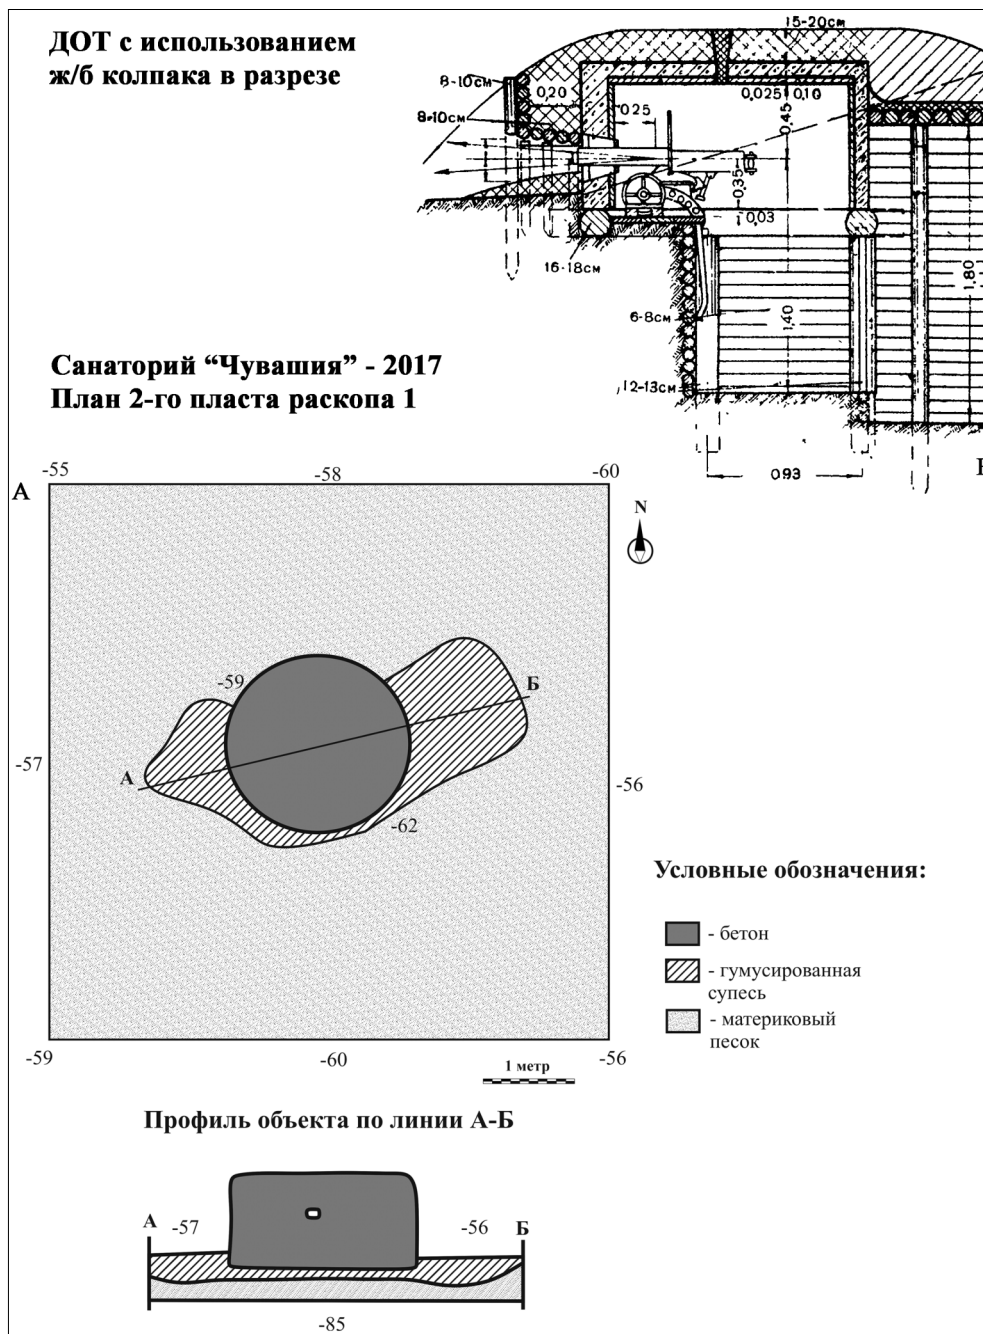 ДОТ с использованием
ж/б колпака в разрезе
15-20см
8-10см
0,20
8-10см
0.25
0,025 0,10
0,45
0,35
0,03
16-18см
6-8см
1,40
1,80
12-13см
0,93
Санаторий “Чувашия” - 2017
План 2-го пласта раскопа 1
-55
-58
-60
А
N
-59
Б
-57
А
-56
-62
Условные обозначения:
- бетон
- гумусированная
супесь
- материковый
песок
-59
-60
-56
1 метр
Профиль объекта по линии А-Б
А
-57
-56
Б
-85